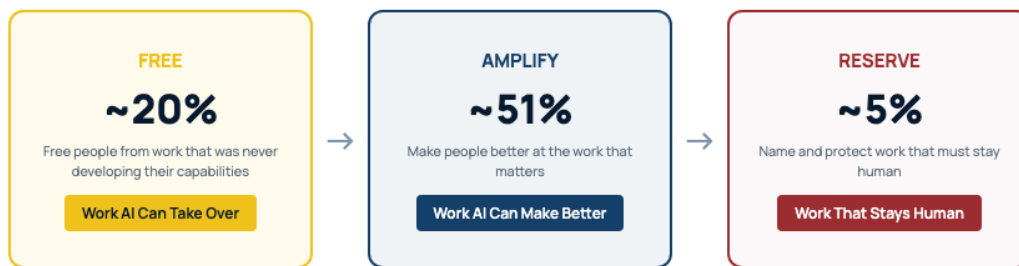 FREE
~20%
Free people from work that was never
developing their capabilities
Work AI Can Take Over
→
AMPLIFY
~51%
Make people better at the work that
matters
Work AI Can Make Better
→
RESERVE
~5%
Name and protect work that must stay
human
Work That Stays Human